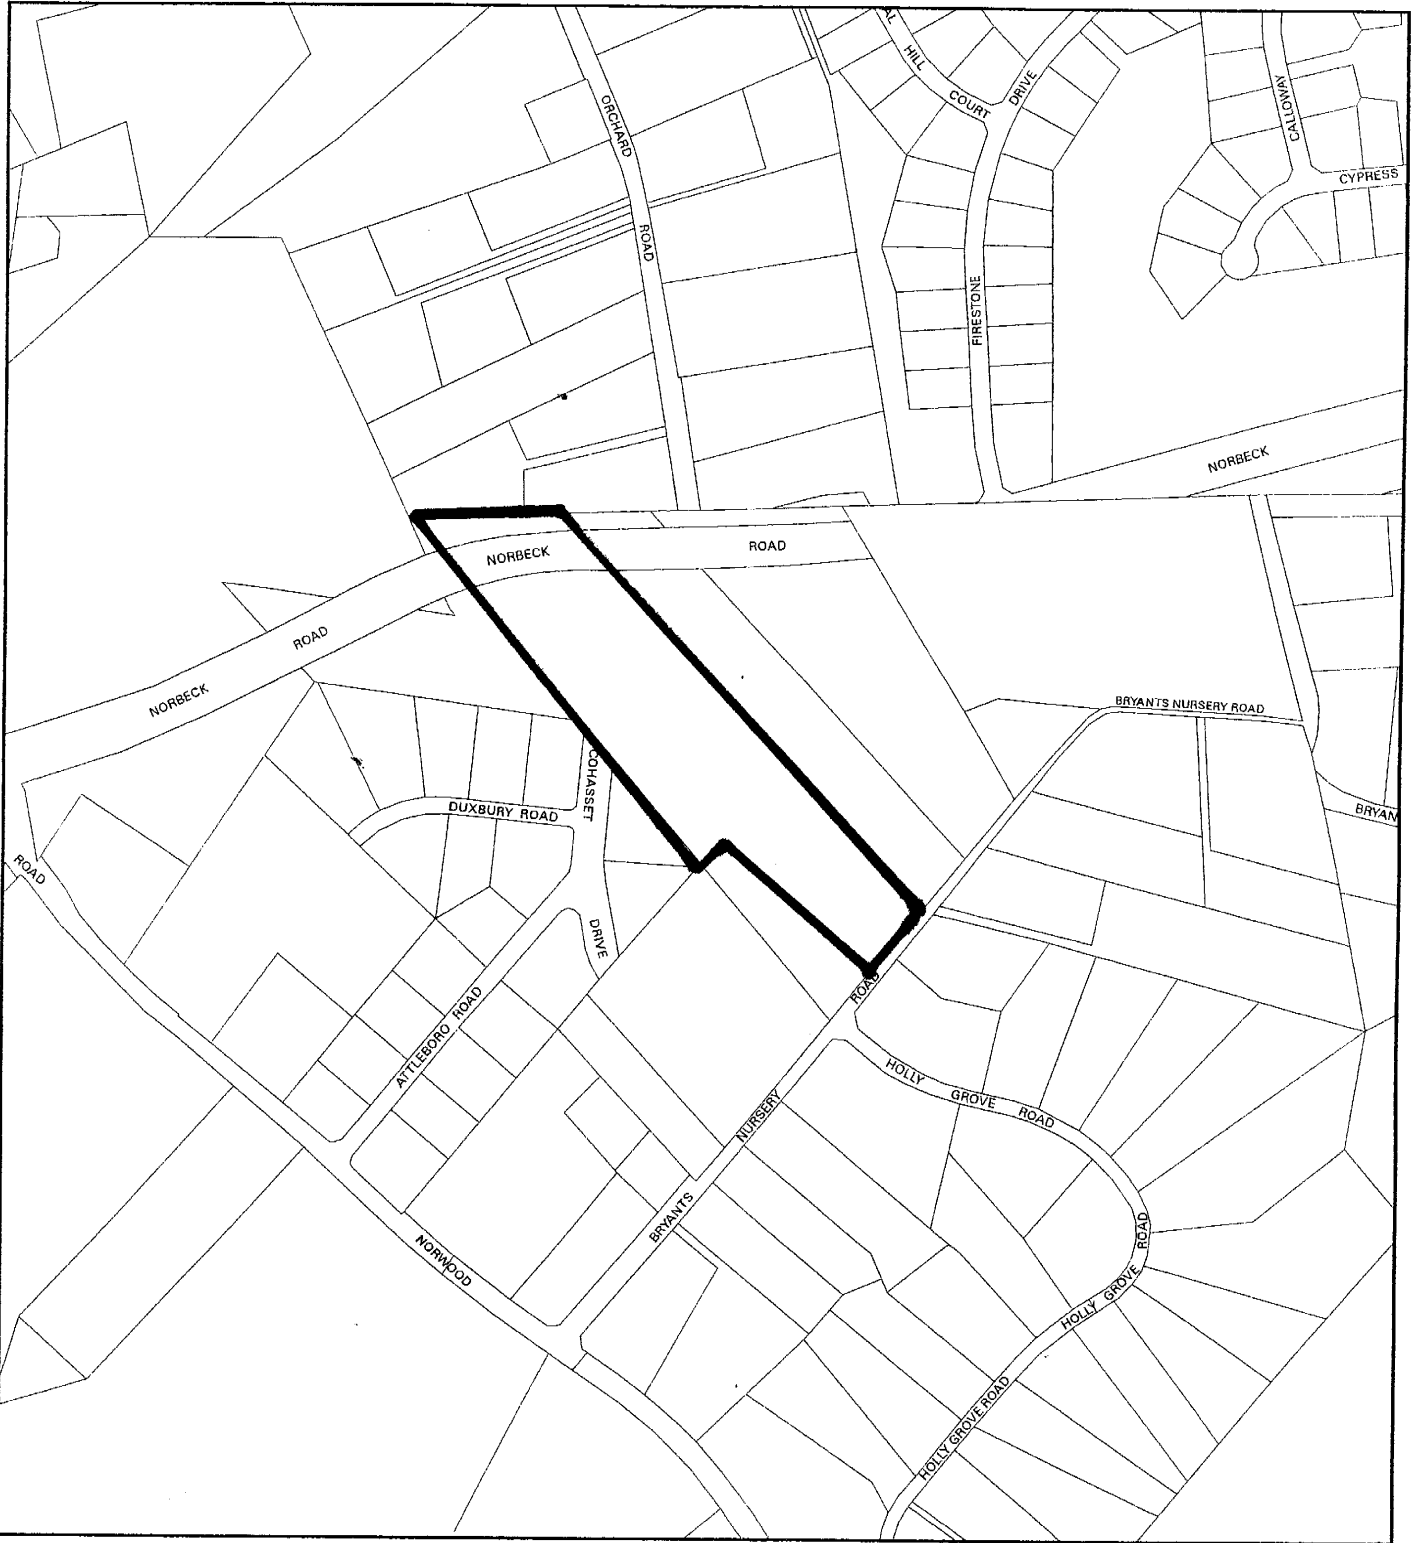 AL
HILL
COURT
DRIVE
CALLOWAY
CYPRESS
ORCHARD
ROAD
FIRESTONE
NORBECK
NORBECK
ROAD
ROAD
NORBECK
BRYANTS NURSERY ROAD
COHASSET
DUXBURY ROAD
BRYAN
ROAD
DRIVE
ROAD
ATTLEBORO ROAD
HOLLY
GROVE
ROAD
NURSERY
BRYANTS
ROAD
NORWOOD
HOLLY GROVE
HOLLY GROVE ROAD